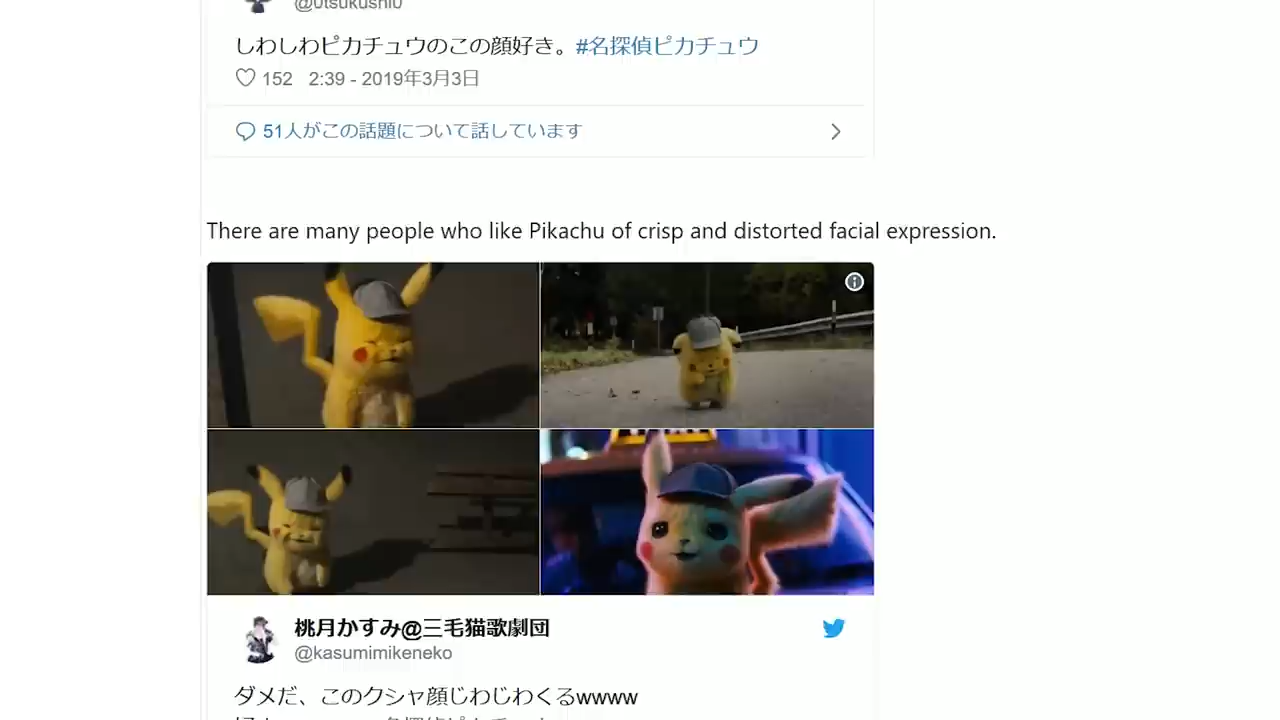 @0tsukushi0
しわしわピカチュウのこの顔好き。#名探偵ピカチュウ
152 2:39 - 2019年3月3日
51人がこの話題について話しています
There are many people who like Pikachu of crisp and distorted facial expression.
桃月かすみ@三毛猫歌劇団
@kasumimikeneko
ダメだ、このクシャ顔じわじわくるwwww